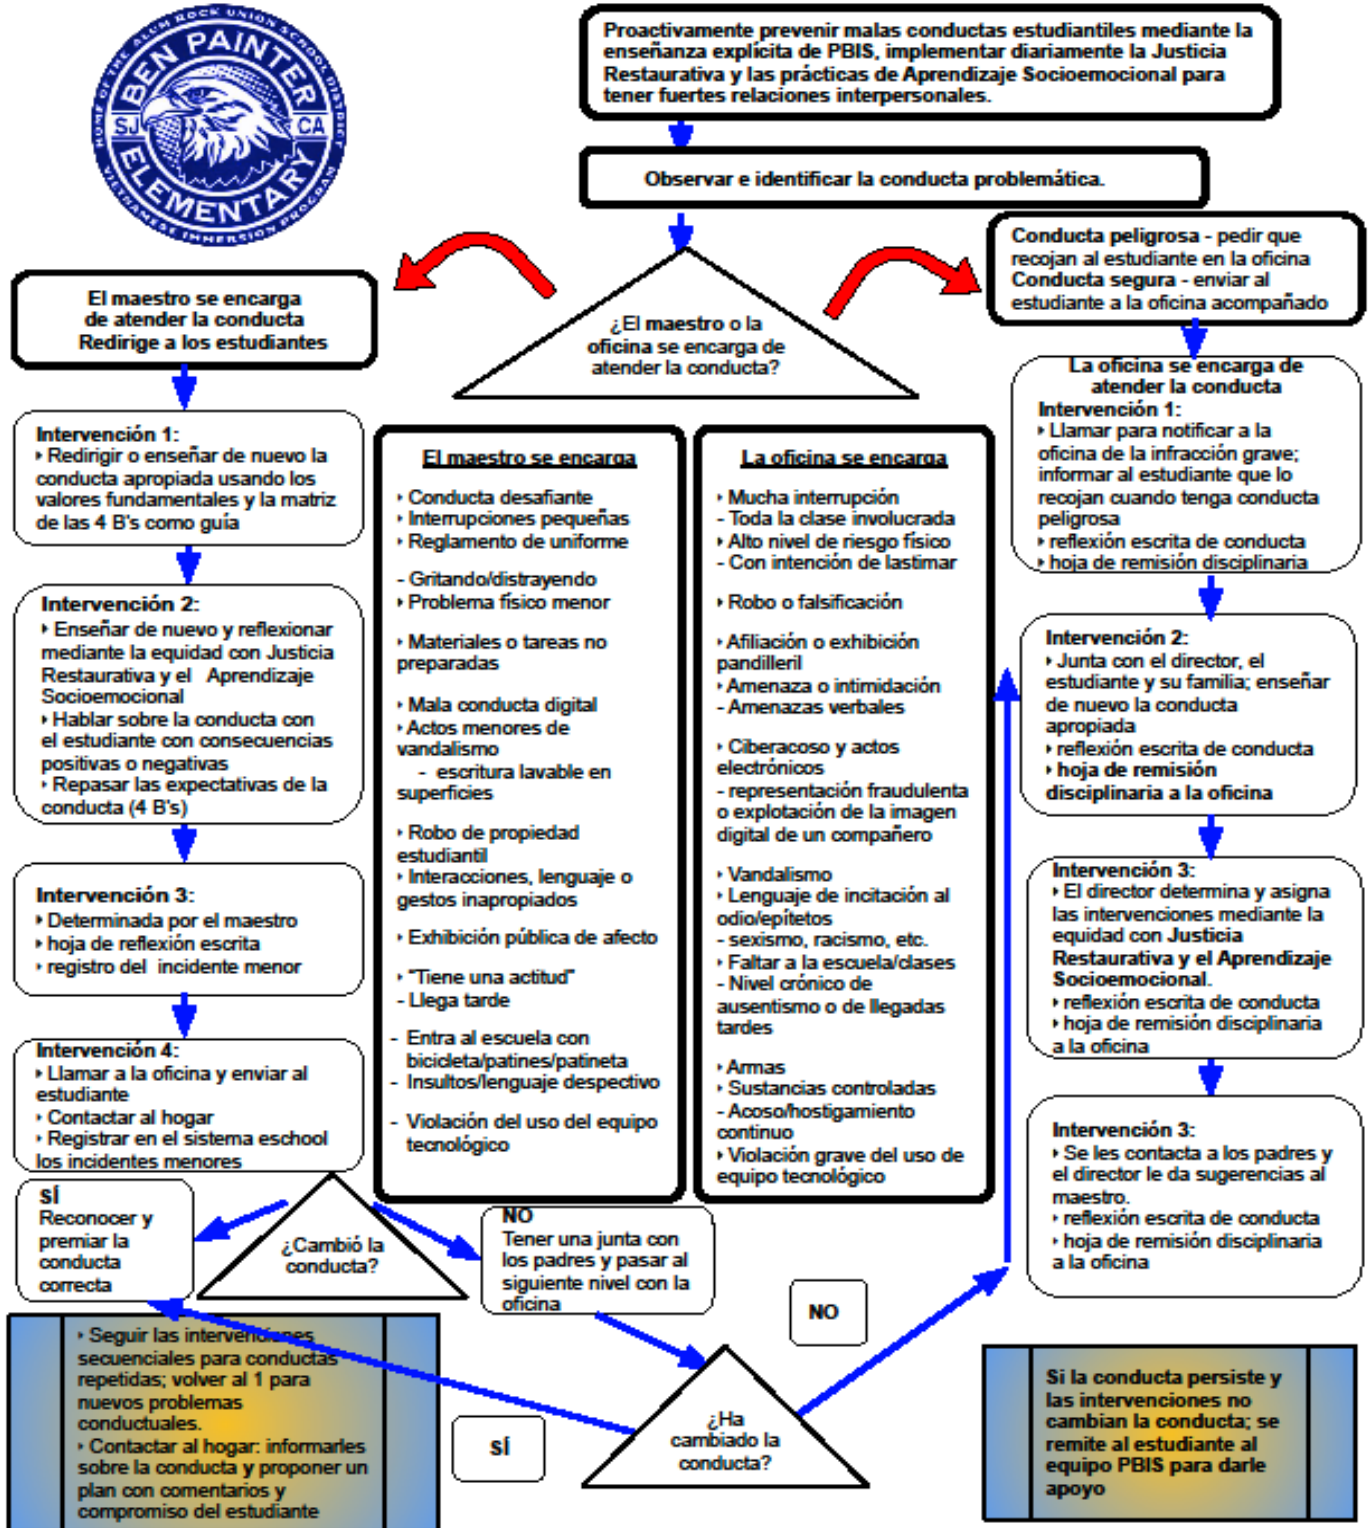 HOME OF THE ALUM ROCK UNION SCHOOL DISTRICT
BEN PAINTER
SJ CA
ELEMENTARY
VIETNAMESE IMMERSION PROGRAM
Proactivamente prevenir malas conductas estudiantiles mediante la
enseñanza explícita de PBIS, implementar diariamente la Justicia
Restaurativa y las prácticas de Aprendizaje Socioemocional para
tener fuertes relaciones interpersonales.
Observar e identificar la conducta problemática.
¿El maestro o la
oficina se encarga de
atender la conducta?
El maestro se encarga
de atender la conducta
Redirige a los estudiantes
Intervención 1:
‣ Redirigir o enseñar de nuevo la
conducta apropiada usando los
valores fundamentales y la matriz
de las 4 B's como guía
Intervención 2:
‣ Enseñar de nuevo y reflexionar
mediante la equidad con Justicia
Restaurativa y el Aprendizaje
Socioemocional
‣ Hablar sobre la conducta con
el estudiante con consecuencias
positivas o negativas
‣ Repasar las expectativas de la
conducta (4 B's)
Intervención 3:
‣ Determinada por el maestro
‣ hoja de reflexión escrita
‣ registro del incidente menor
Intervención 4:
‣ Llamar a la oficina y enviar al
estudiante
‣ Contactar al hogar
‣ Registrar en el sistema eschool
los incidentes menores
El maestro se encarga
‣ Conducta desafiante
‣ Interrupciones pequeñas
‣ Reglamento de uniforme
- Gritando/distrayendo
‣ Problema físico menor
‣ Materiales o tareas no
preparadas
‣ Mala conducta digital
‣ Actos menores de
vandalismo
- escritura lavable en
superficies
‣ Robo de propiedad
estudiantil
‣ Interacciones, lenguaje o
gestos inapropiados
‣ Exhibición pública de afecto
‣ "Tiene una actitud"
- Llega tarde
- Entra al escuela con
bicicleta/patines/patineta
- Insultos/lenguaje despectivo
- Violación del uso del equipo
tecnológico
La oficina se encarga
‣ Mucha interrupción
- Toda la clase involucrada
‣ Alto nivel de riesgo físico
- Con intención de lastimar
‣ Robo o falsificación
‣ Afiliación o exhibición
pandilleril
‣ Amenaza o intimidación
- Amenazas verbales
‣ Ciberacoso y actos
electrónicos
- representación fraudulenta
o explotación de la imagen
digital de un compañero
‣ Vandalismo
‣ Lenguaje de incitación al
odio/epítetos
- sexismo, racismo, etc.
‣ Faltar a la escuela/clases
- Nivel crónico de
ausentismo o de llegadas
tardes
‣ Armas
‣ Sustancias controladas
- Acoso/hostigamiento
continuo
‣ Violación grave del uso de
equipo tecnológico
Conducta peligrosa - pedir que
recojan al estudiante en la oficina
Conducta segura - enviar al
estudiante a la oficina acompañado
La oficina se encarga de
atender la conducta
Intervención 1:
‣ Llamar para notificar a la
oficina de la infracción grave;
informar al estudiante que lo
recojan cuando tenga conducta
peligrosa
‣ reflexión escrita de conducta
‣ hoja de remisión disciplinaria
Intervención 2:
‣ Junta con el director, el
estudiante y su familia; enseñar
de nuevo la conducta
apropiada
‣ reflexión escrita de conducta
‣ hoja de remisión
disciplinaria a la oficina
Intervención 3:
‣ El director determina y asigna
las intervenciones mediante la
equidad con Justicia
Restaurativa y el Aprendizaje
Socioemocional.
‣ reflexión escrita de conducta
‣ hoja de remisión disciplinaria
a la oficina
Intervención 3:
‣ Se les contacta a los padres y
el director le da sugerencias al
maestro.
‣ reflexión escrita de conducta
‣ hoja de remisión disciplinaria
a la oficina
SÍ
Reconocer y
premiar la
conducta
correcta
¿Cambió la
conducta?
NO
Tener una junta con
los padres y pasar al
siguiente nivel con la
oficina
NO
SÍ
¿Ha
cambiado la
conducta?
‣ Seguir las intervenciones
secuenciales para conductas
repetidas; volver al 1 para
nuevos problemas
conductuales.
‣ Contactar al hogar: informarles
sobre la conducta y proponer un
plan con comentarios y
compromiso del estudiante
Si la conducta persiste y
las intervenciones no
cambian la conducta; se
remite al estudiante al
equipo PBIS para darle
apoyo